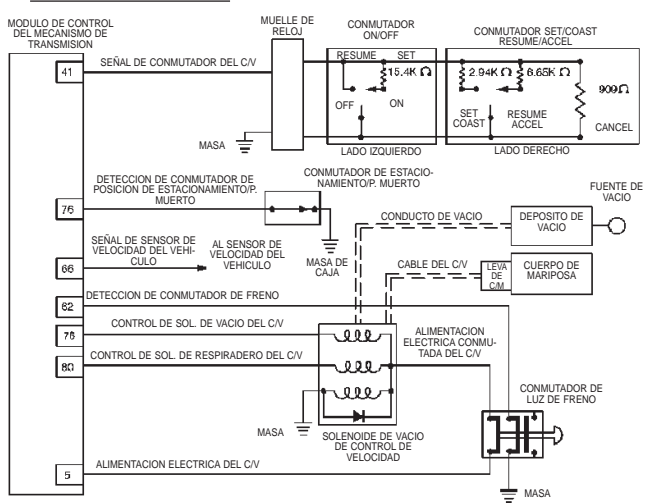 MODULO DE CONTROL
DEL MECANISMO DE
TRANSMISION
MUELLE DE
RELOJ
CONMUTADOR
ON/OFF
CONMUTADOR SET/COAST
RESUME/ACCEL
41
SEÑAL DE CONMUTADOR DEL C/V
RESUME
SET
15.4K Ω
OFF
ON
2.94K Ω
6.65K Ω
909Ω
SET
COAST
RESUME
ACCEL
CANCEL
MASA
LADO IZQUIERDO
LADO DERECHO
76
DETECCION DE CONMUTADOR DE
POSICION DE ESTACIONAMIENTO/P.
MUERTO
CONMUTADOR DE ESTACIO-
NAMIENTO/P. MUERTO
MASA DE
CAJA
FUENTE DE
VACIO
CONDUCTO DE VACIO
DEPOSITO DE
VACIO
66
SEÑAL DE SENSOR DE
VELOCIDAD DEL VEHI-
CULO
AL SENSOR DE
VELOCIDAD DEL
VEHICULO
CABLE DEL C/V
LEVA
DE
C/M
CUERPO DE
MARIPOSA
62
DETECCION DE CONMUTADOR DE FRENO
78
CONTROL DE SOL. DE VACIO DEL C/V
80
CONTROL DE SOL. DE RESPIRADERO DEL C/V
ALIMENTACION
ELECTRICA CONMU-
TADA DEL C/V
CONMUTADOR DE
LUZ DE FRENO
MASA
SOLENOIDE DE VACIO
DE CONTROL DE
VELOCIDAD
5
ALIMENTACION ELECTRICA DEL C/V
MASA